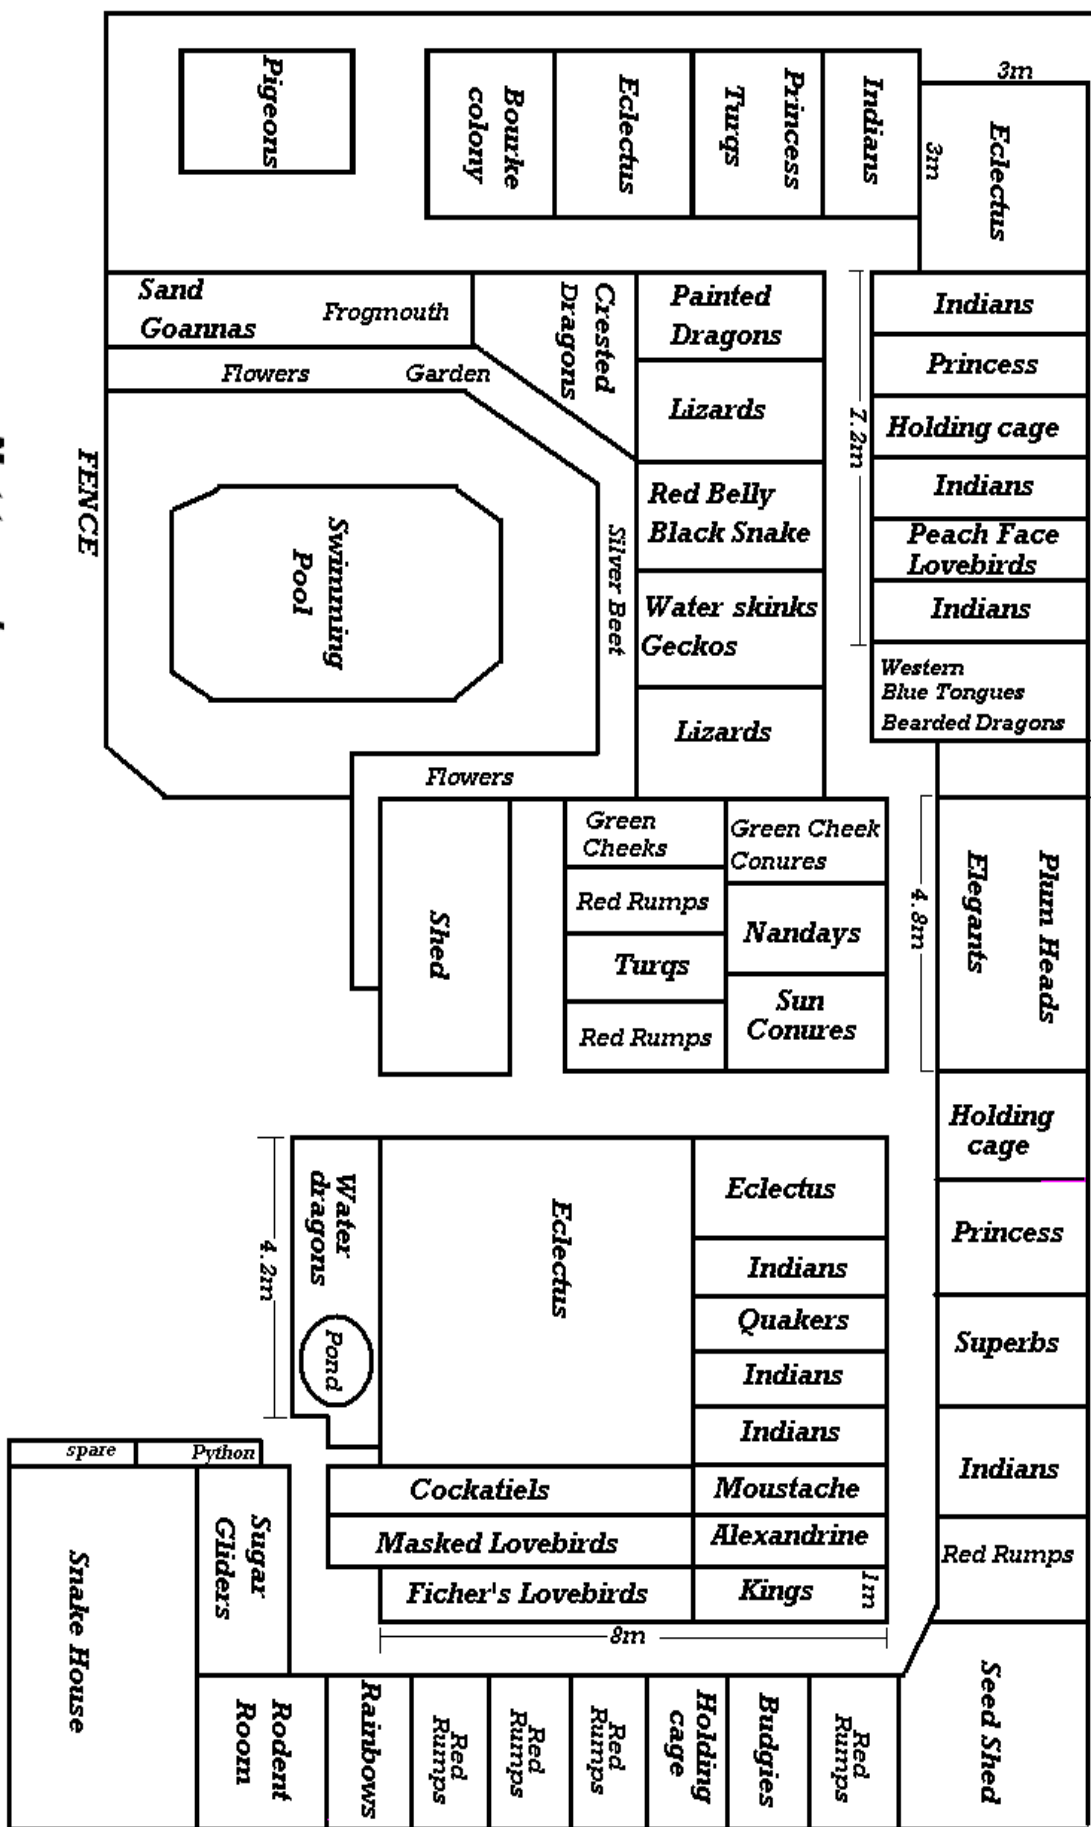 3m
Pigeons
Bourke
colony
Eclectus
Princess
Turqs
Indians
3m
Eclectus
Sand
Goannas
Frogmouth
Crested
Dragons
Painted
Dragons
Indians
Flowers
Garden
Princess
Lizards
7.2m
Holding cage
FENCE
Swimming
Pool
Silver Beet
Red Belly
Black Snake
Indians
Peach Face
Lovebirds
Water skinks
Geckos
Indians
Western
Blue Tongues
Bearded Dragons
Lizards
Flowers
Shed
Green
Cheeks
Green Cheek
Conures
4.8m
Plum Heads
Elegants
Red Rumps
Nandays
Turqs
Sun
Conures
Red Rumps
Holding
cage
4.2m
Water
dragons
Pond
Eclectus
Eclectus
Princess
Indians
Quakers
Superbs
Indians
Indians
Indians
spare
Python
Cockatiels
Moustache
Masked Lovebirds
Alexandrine
Red Rumps
Ficher's Lovebirds
Kings
1m
8m
Snake House
Sugar
Gliders
Rodent
Room
Rainbows
Red
Rumps
Red
Rumps
Red
Rumps
Holding
cage
Budgies
Red
Rumps
Seed Shed